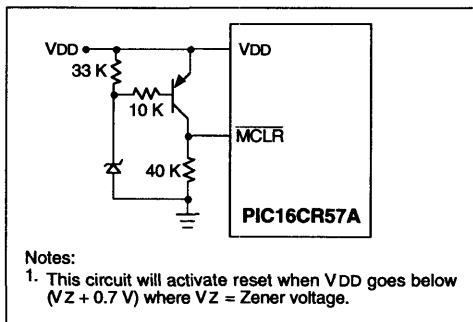 VDD
VDD
33 K
10 K
MCLR
40 K
PIC16CR57A
Notes:
1. This circuit will activate reset when VDD goes below
(VZ + 0.7 V) where VZ = Zener voltage.